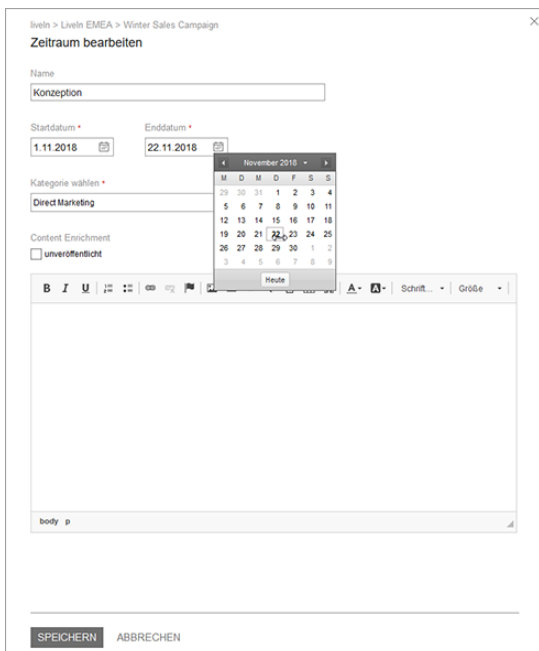 liveIn > LiveIn EMEA > Winter Sales Campaign
Zeitraum bearbeiten
Name
Konzeption
Startdatum • Enddatum •
1.11.2018 22.11.2018
November 2018
M D M D F S S
29 30 31 1 2 3 4
5 6 7 8 9 10 11
12 13 14 15 16 17 18
19 20 21 22 23 24 25
26 27 28 29 30 1 2
3 4 5 6 7 8 9
Heute
Kategorie wählen •
Direct Marketing
Content Enrichment
unveröffentlicht
B I U A A Schrift... Größe
body p
SPEICHERN ABBRECHEN